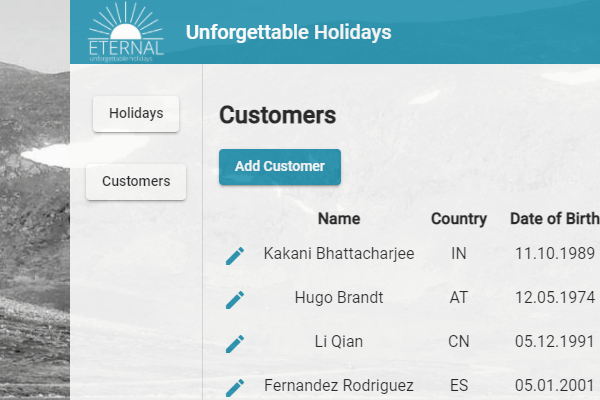 ETERNAL
unforgettable holidays
Unforgettable Holidays
Holidays
Customers
Customers
Add Customer
Name Country Date of Birth
Kakani Bhattacharjee IN 11.10.1989
Hugo Brandt AT 12.05.1974
Li Qian CN 05.12.1991
Fernandez Rodriguez ES 05.01.2001